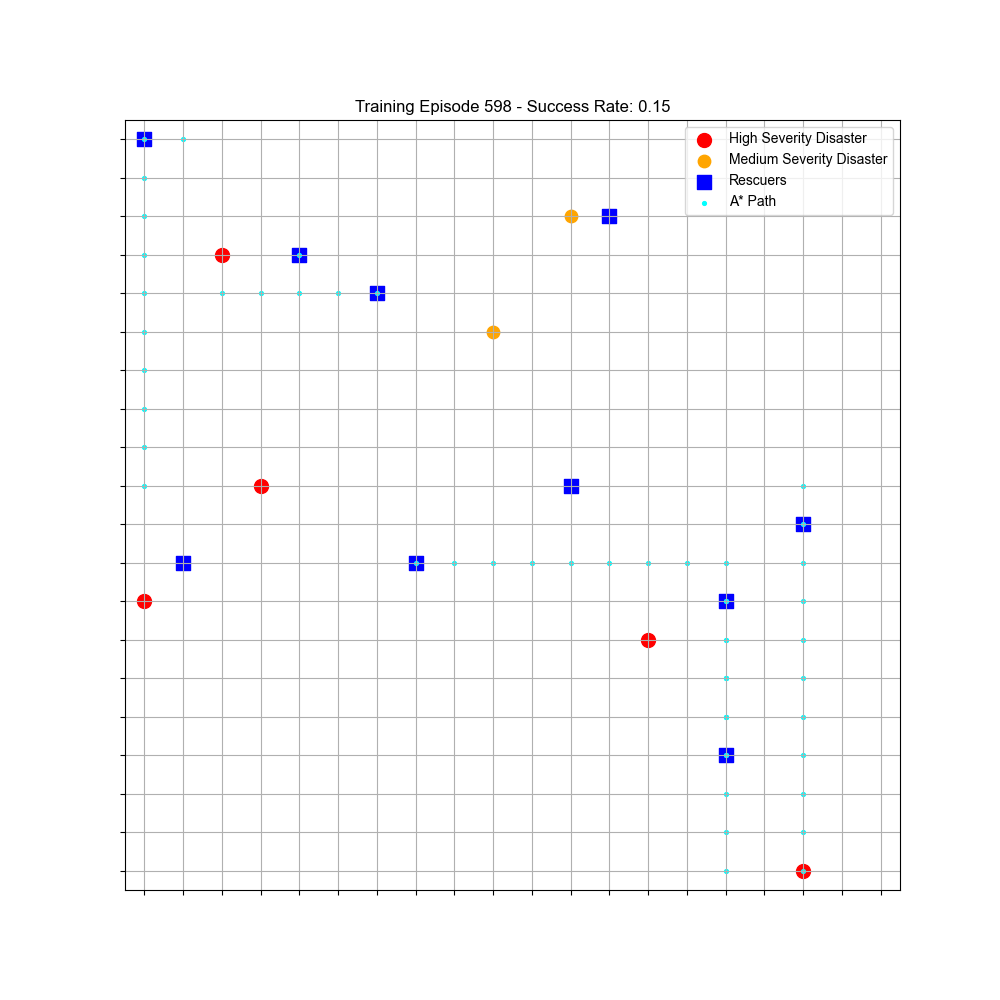 Training Episode 598 - Success Rate: 0.15
High Severity Disaster
Medium Severity Disaster
Rescuers
A* Path